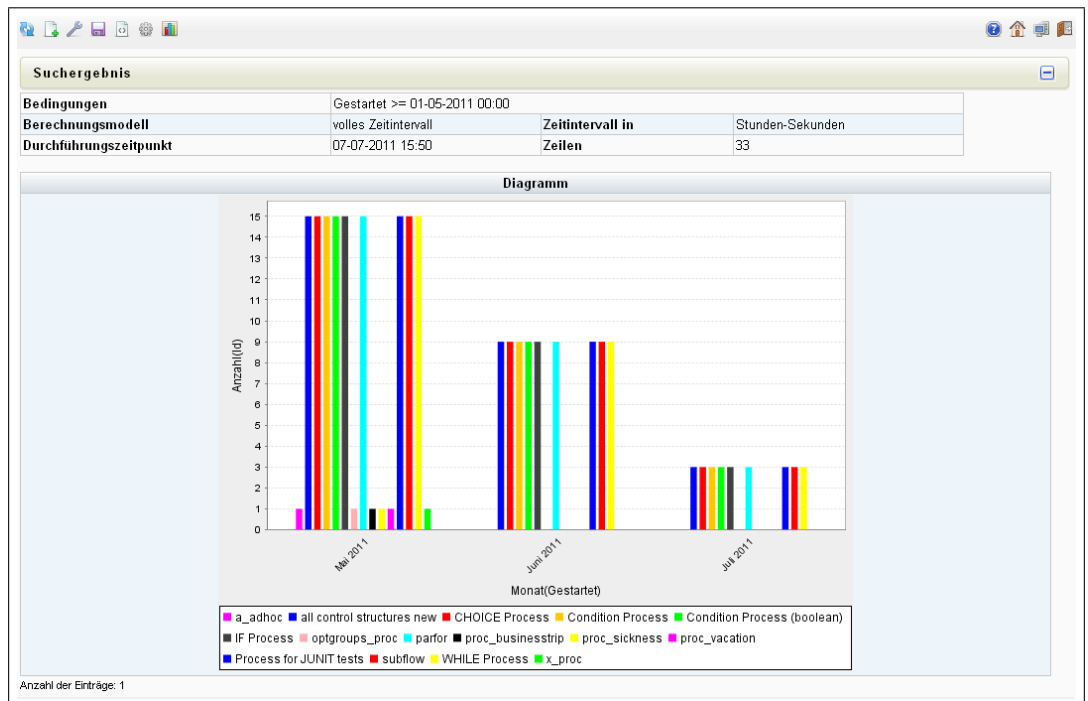 Suchergebnis
Bedingungen Gestartet >= 01-05-2011 00:00
Berechnungsmodell volles Zeitintervall Zeitintervall in Stunden-Sekunden
Durchführungszeitpunkt 07-07-2011 15:50 Zeilen 33
Diagramm
15
14
13
12
11
10
9
8
7
6
5
4
3
2
1
0
Anzahl(Id)
Mai 2011 Juni 2011 Juli 2011
Monat(Gestartet)
a_adhoc all control structures new CHOICE Process Condition Process Condition Process (boolean)
IF Process optgroups_proc parfor proc_businesstrip proc_sickness proc_vacation
Process for JUNIT tests subflow WHILE Process x_proc
Anzahl der Einträge: 1